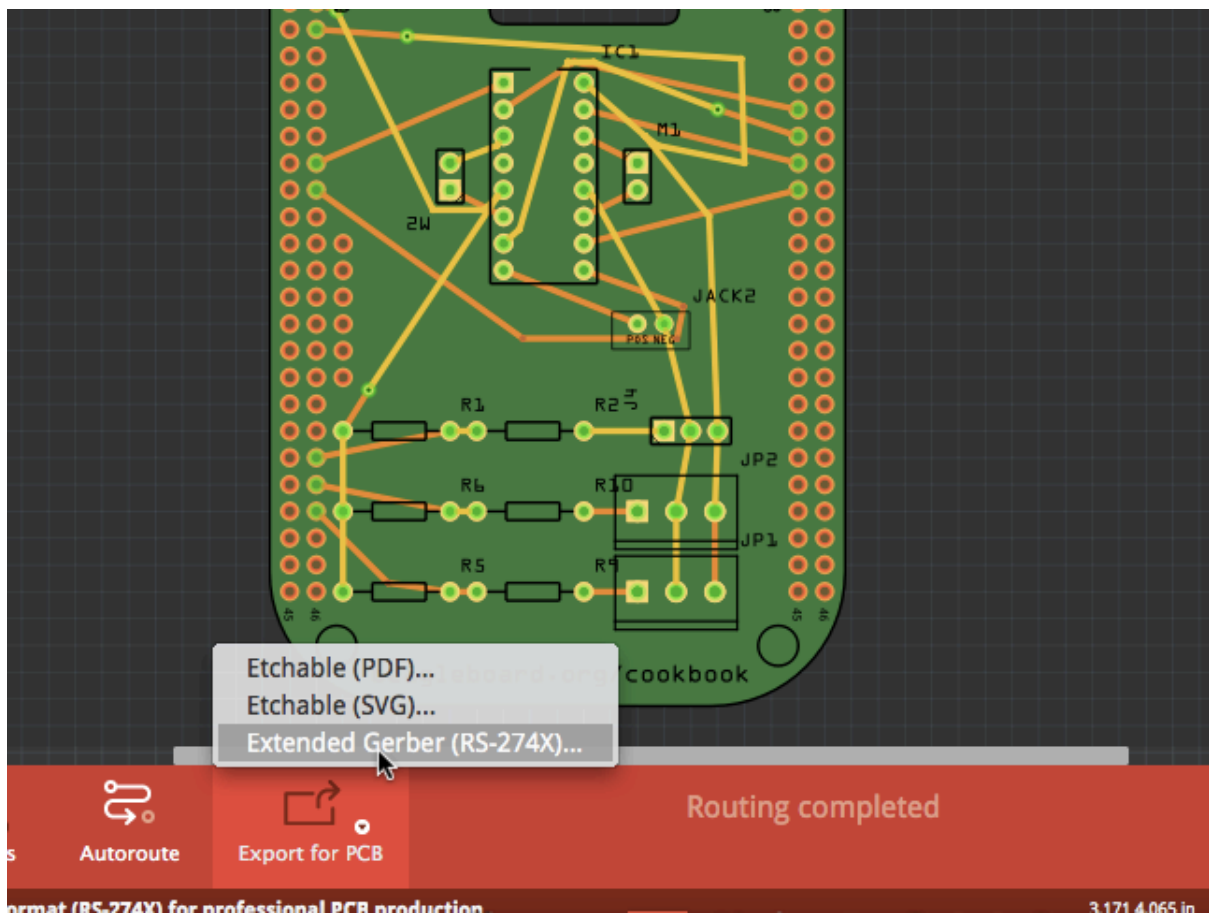 IC1
M1
2W
JACK2
POS NEG
R1
R2
J4
JP2
R6
R10
JP1
R5
R9
45
46
45
46
/cookbook
Etchable (PDF)...
Etchable (SVG)...
Extended Gerber (RS-274X)...
Routing completed
Autoroute
Export for PCB
(RS-274X) for professional PCB production
3.171 4.065 in